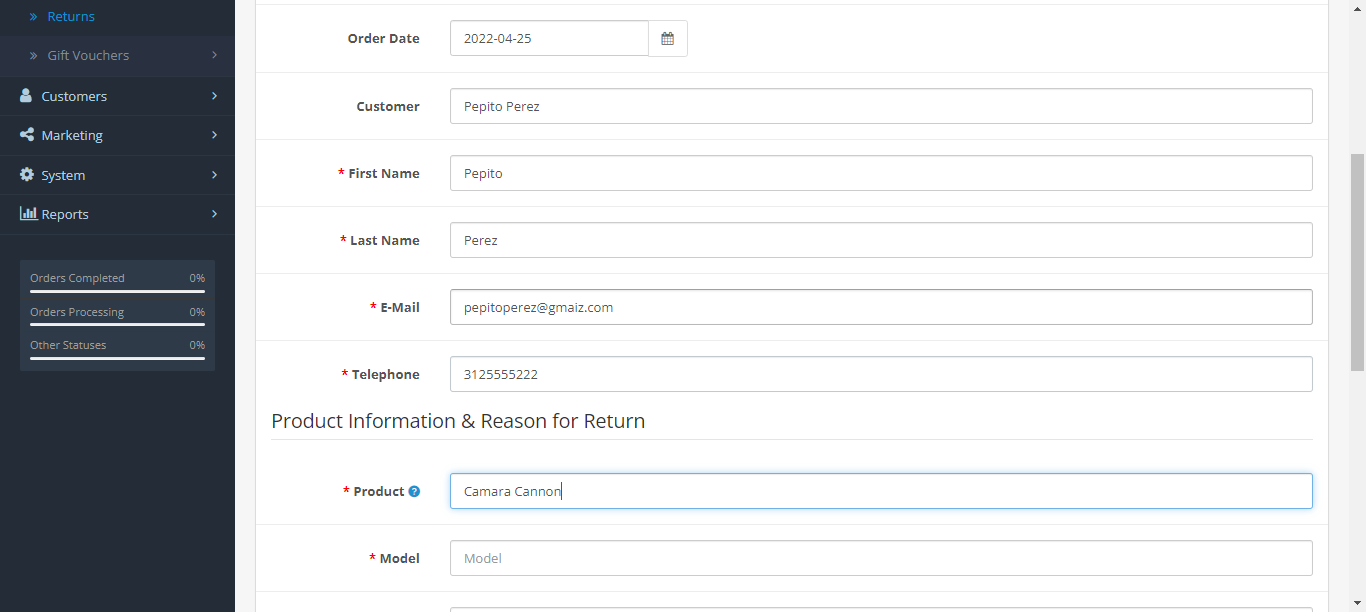 Returns
Gift Vouchers
Customers
Marketing
System
Reports
Orders Completed 0%
Orders Processing 0%
Other Statuses 0%
Order Date 2022-04-25
Customer Pepito Perez
* First Name Pepito
* Last Name Perez
* E-Mail pepitoperez@gmaiz.com
* Telephone 3125555222
Product Information & Reason for Return
* Product Camara Cannon
* Model Model